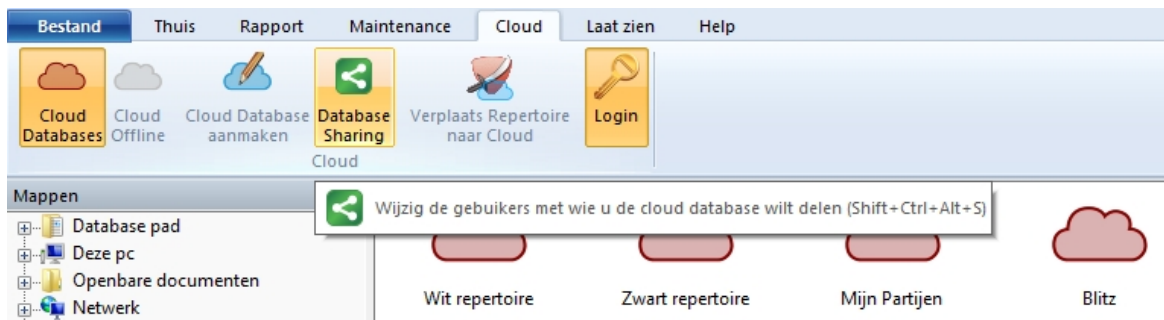 Bestand Thuis Rapport Maintenance Cloud Laat zien Help
Cloud Cloud Cloud Database Database Verplaats Repertoire Login
Databases Offline aanmaken Sharing naar Cloud
Cloud
Mappen
Wijzig de gebuikers met wie u de cloud database wilt delen (Shift+Ctrl+Alt+S)
Database pad
Deze pc
Openbare documenten
Netwerk
Wit repertoire Zwart repertoire Mijn Partijen Blitz